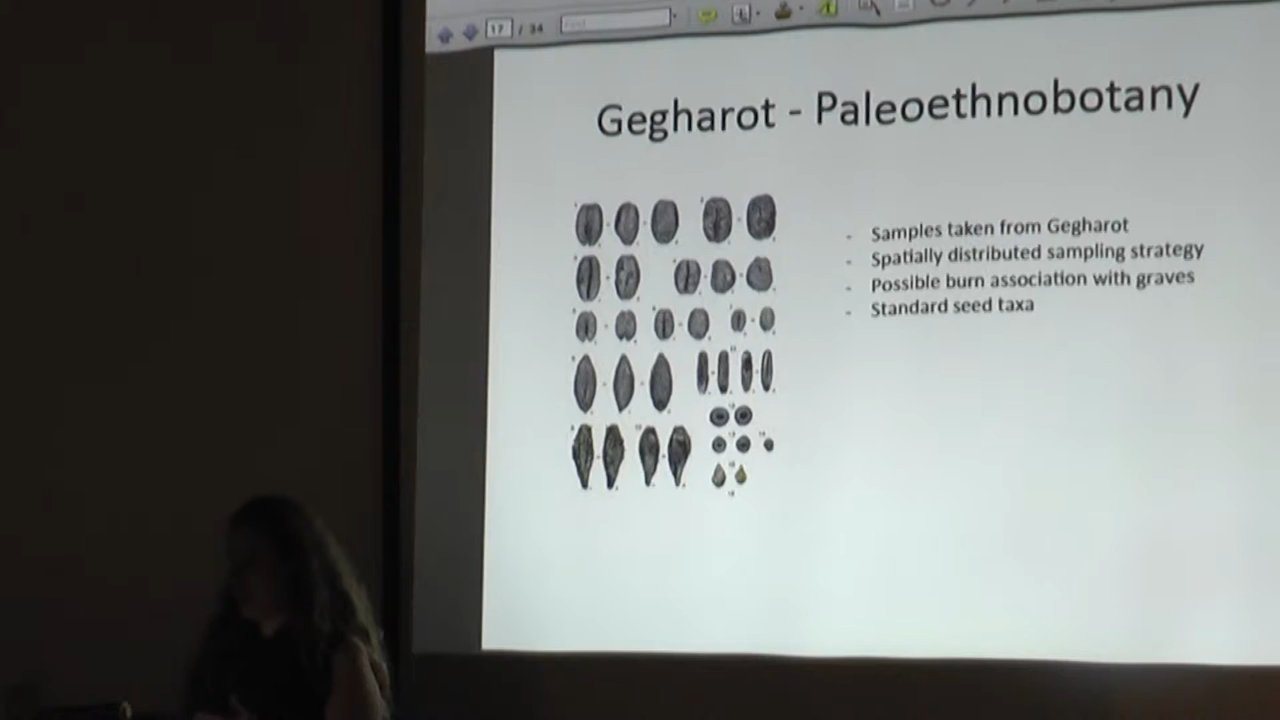 17 / 34
Gegharot - Paleoethnobotany
- Samples taken from Gegharot
- Spatially distributed sampling strategy
- Possible burn association with graves
- Standard seed taxa